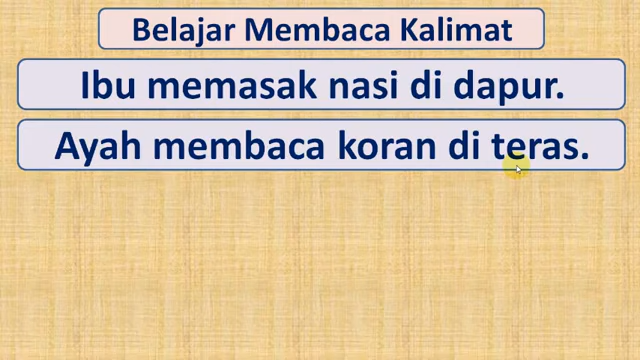 Belajar Membaca Kalimat
Ibu memasak nasi di dapur.
Ayah membaca koran di teras.